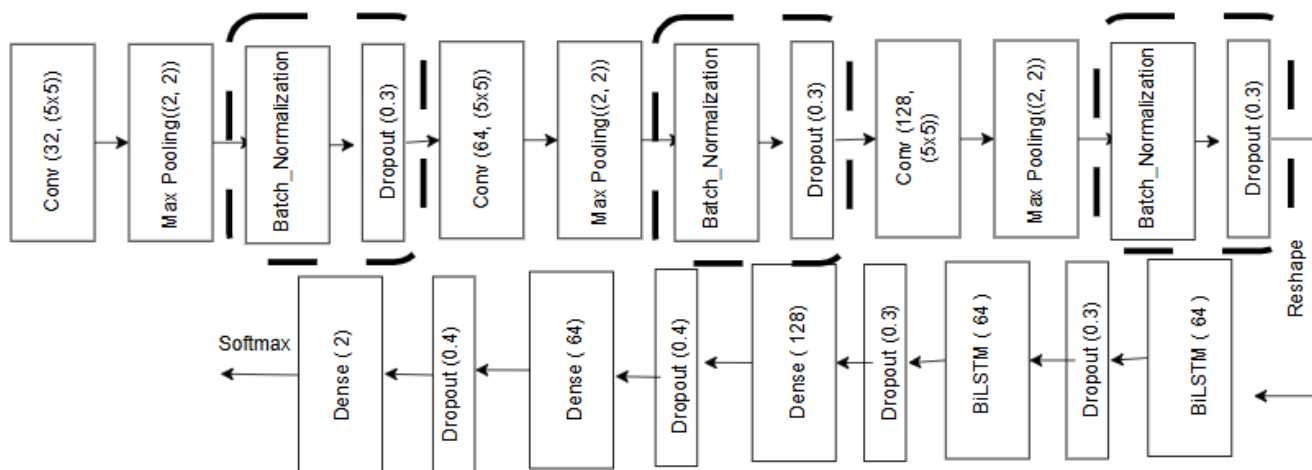 Conv (32, (5x5))
Max Pooling((2, 2))
Batch_Normalization
Dropout (0.3)
Conv (64, (5x5))
Max Pooling((2, 2))
Batch_Normalization
Dropout (0.3)
Conv (128,
(5x5))
Max Pooling((2, 2))
Batch_Normalization
Dropout (0.3)
Reshape
BiLSTM ( 64 )
Dropout (0.3)
BiLSTM ( 64 )
Dropout (0.3)
Dense ( 128)
Dropout (0.4)
Dense ( 64)
Dropout (0.4)
Dense ( 2)
Softmax